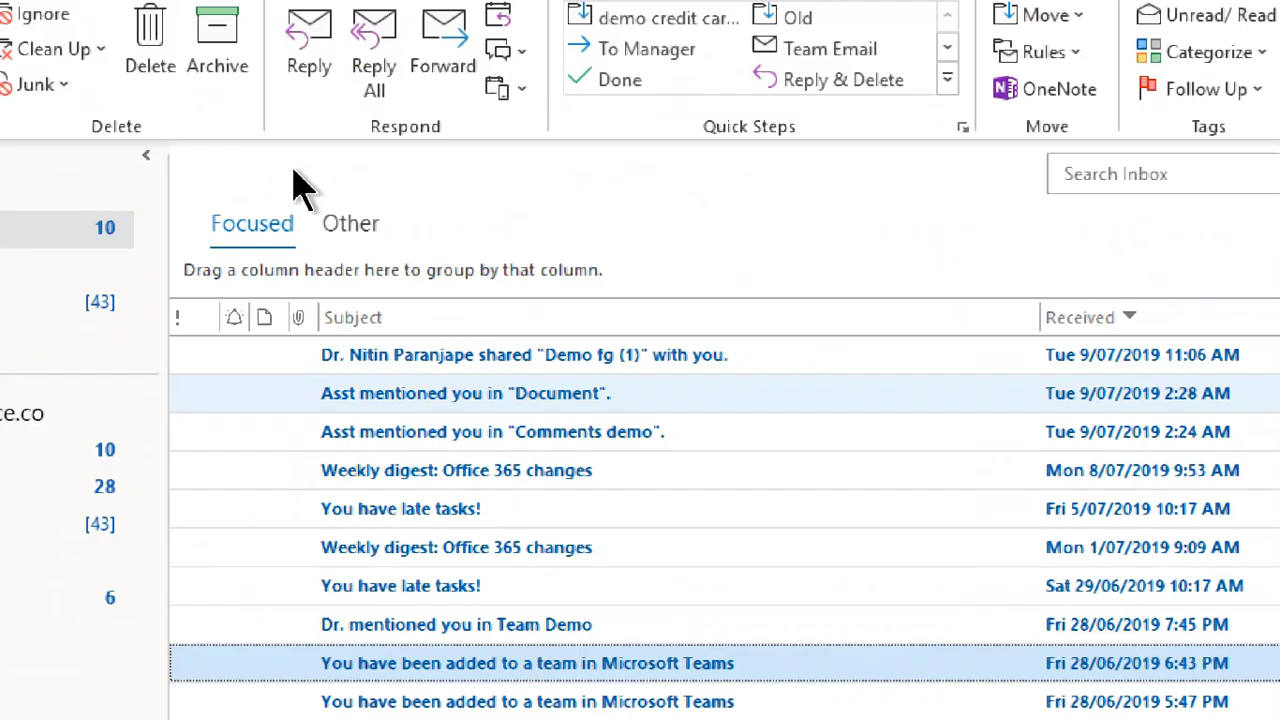 Ignore
Clean Up
Junk
Delete
Archive
Delete
Reply
Reply All
Forward
Respond
demo credit car...
To Manager
Done
Old
Team Email
Reply & Delete
Quick Steps
Move
Rules
OneNote
Move
Unread/ Read
Categorize
Follow Up
Tags
10
[43]
ce.co
10
28
[43]
6
Search Inbox
Focused Other
Drag a column header here to group by that column.
! Subject Received
Dr. Nitin Paranjape shared "Demo fg (1)" with you. Tue 9/07/2019 11:06 AM
Asst mentioned you in "Document". Tue 9/07/2019 2:28 AM
Asst mentioned you in "Comments demo". Tue 9/07/2019 2:24 AM
Weekly digest: Office 365 changes Mon 8/07/2019 9:53 AM
You have late tasks! Fri 5/07/2019 10:17 AM
Weekly digest: Office 365 changes Mon 1/07/2019 9:09 AM
You have late tasks! Sat 29/06/2019 10:17 AM
Dr. mentioned you in Team Demo Fri 28/06/2019 7:45 PM
You have been added to a team in Microsoft Teams Fri 28/06/2019 6:43 PM
You have been added to a team in Microsoft Teams Fri 28/06/2019 5:47 PM